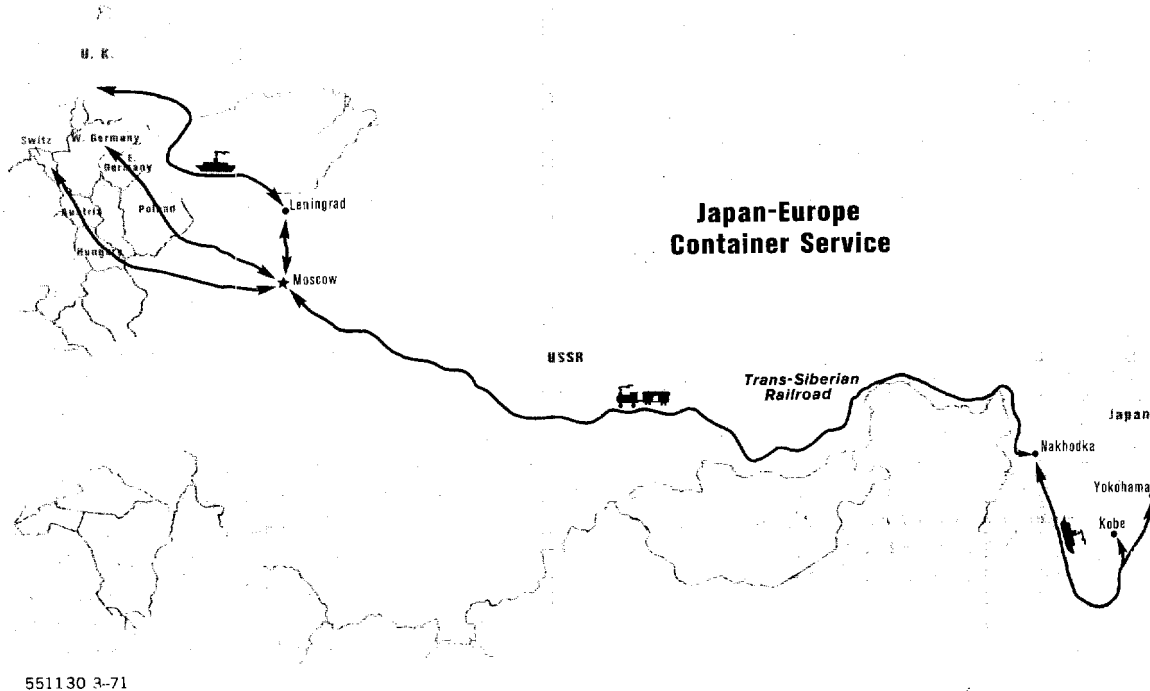 U. K.
Switz
W. Germany
E.
Germany
Austria
Poland
Hungary
Leningrad
Moscow
Japan-Europe
Container Service
USSR
Trans-Siberian
Railroad
Japan
Nakhodka
Yokohama
Kobe
551130 3-71